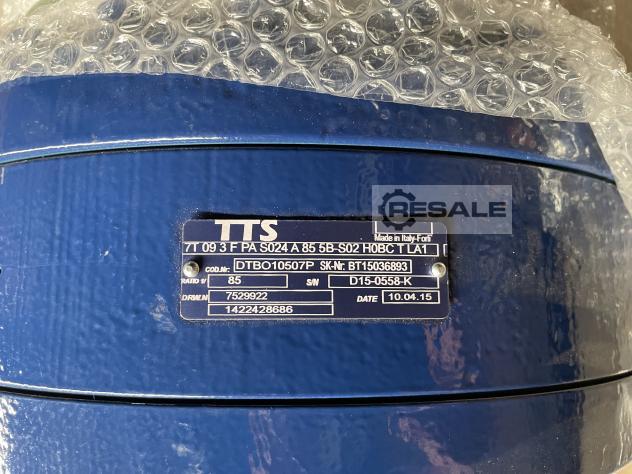 RESALE
TTS
Made in Italy-Forlì
7T 09 3 F PA S024 A 85 5B-S02 H0BC T LA1
COD.Nr: DTBO10507P SK-Nr. BT15036893
RATIO 1/ 85 S/N D15-0558-K
DRW.N 7529922 DATE 10.04.15
1422428686